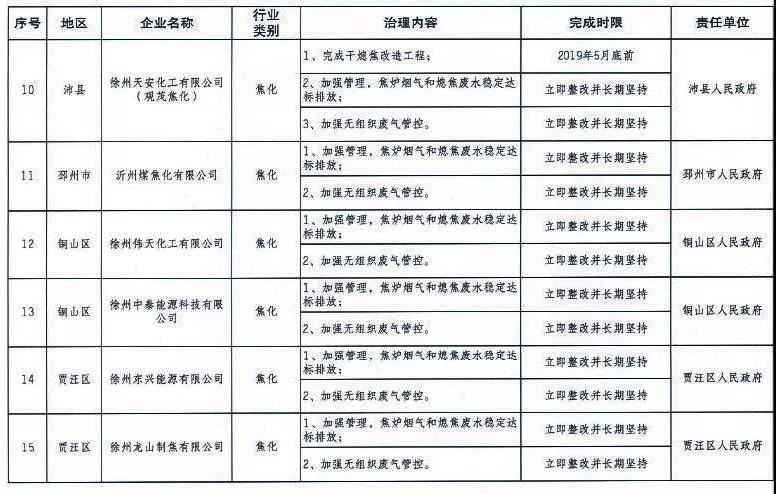 序号 地区 企业名称 行业类别 治理内容 完成时限 责任单位
10 沛县 徐州天安化工有限公司（观茂焦化） 焦化 1、完成干熄焦改造工程； 2019年5月底前 沛县人民政府
2、加强管理，焦炉烟气和熄焦废水稳定达标排放； 立即整改并长期坚持
3、加强无组织废气管控。 立即整改并长期坚持
11 邳州市 沂州煤焦化有限公司 焦化 1、加强管理，焦炉烟气和熄焦废水稳定达标排放； 立即整改并长期坚持 邳州市人民政府
2、加强无组织废气管控。 立即整改并长期坚持
12 铜山区 徐州伟天化工有限公司 焦化 1、加强管理，焦炉烟气和熄焦废水稳定达标排放； 立即整改并长期坚持 铜山区人民政府
2、加强无组织废气管控。 立即整改并长期坚持
13 铜山区 徐州中泰能源科技有限公司 焦化 1、加强管理，焦炉烟气和熄焦废水稳定达标排放； 立即整改并长期坚持 铜山区人民政府
2、加强无组织废气管控。 立即整改并长期坚持
14 贾汪区 徐州东兴能源有限公司 焦化 1、加强管理，焦炉烟气和熄焦废水稳定达标排放； 立即整改并长期坚持 贾汪区人民政府
2、加强无组织废气管控。 立即整改并长期坚持
15 贾汪区 徐州龙山制焦有限公司 焦化 1、加强管理，焦炉烟气和熄焦废水稳定达标排放； 立即整改并长期坚持 贾汪区人民政府
2、加强无组织废气管控。 立即整改并长期坚持